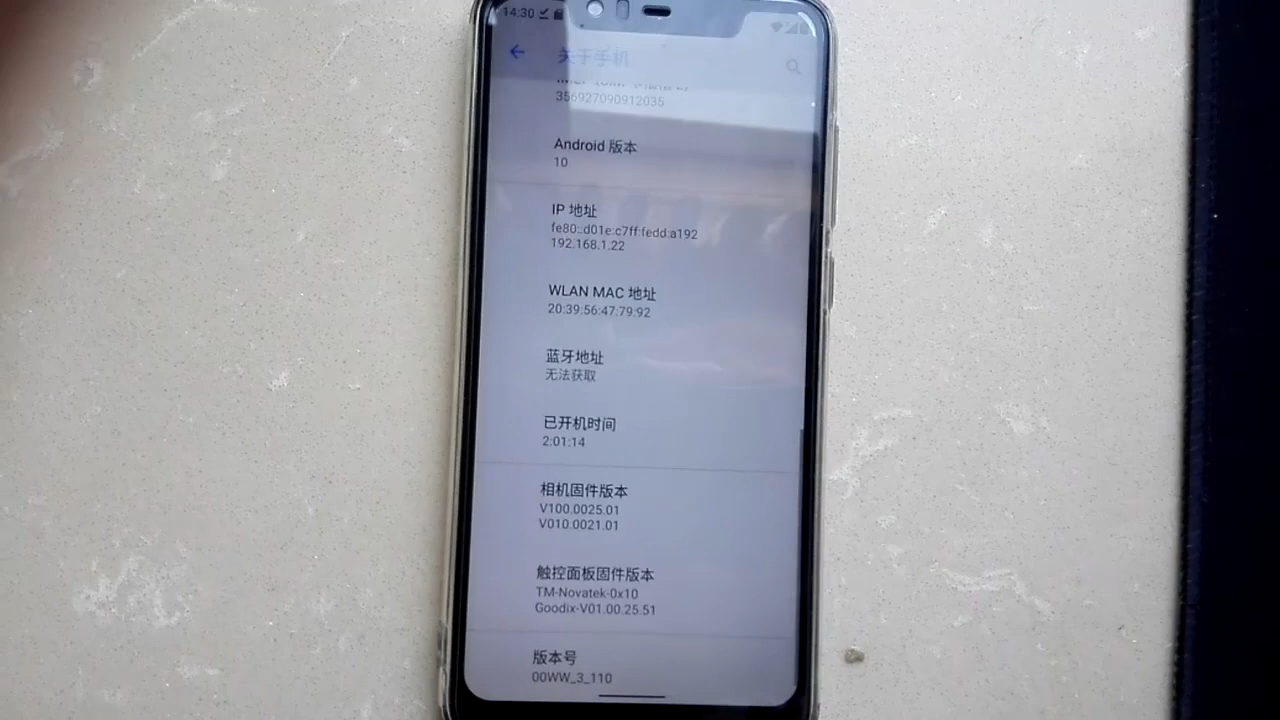 14:30
关于手机
356927090912035
Android 版本
10
IP 地址
fe80::d01e:c7ff:fedd:a192
192.168.1.22
WLAN MAC 地址
20:39:56:47:79:92
蓝牙地址
无法获取
已开机时间
2:01:14
相机固件版本
V100.0025.01
V010.0021.01
触控面板固件版本
TM-Novatek-0x10
Goodix-V01.00.25.51
版本号
00WW_3_110